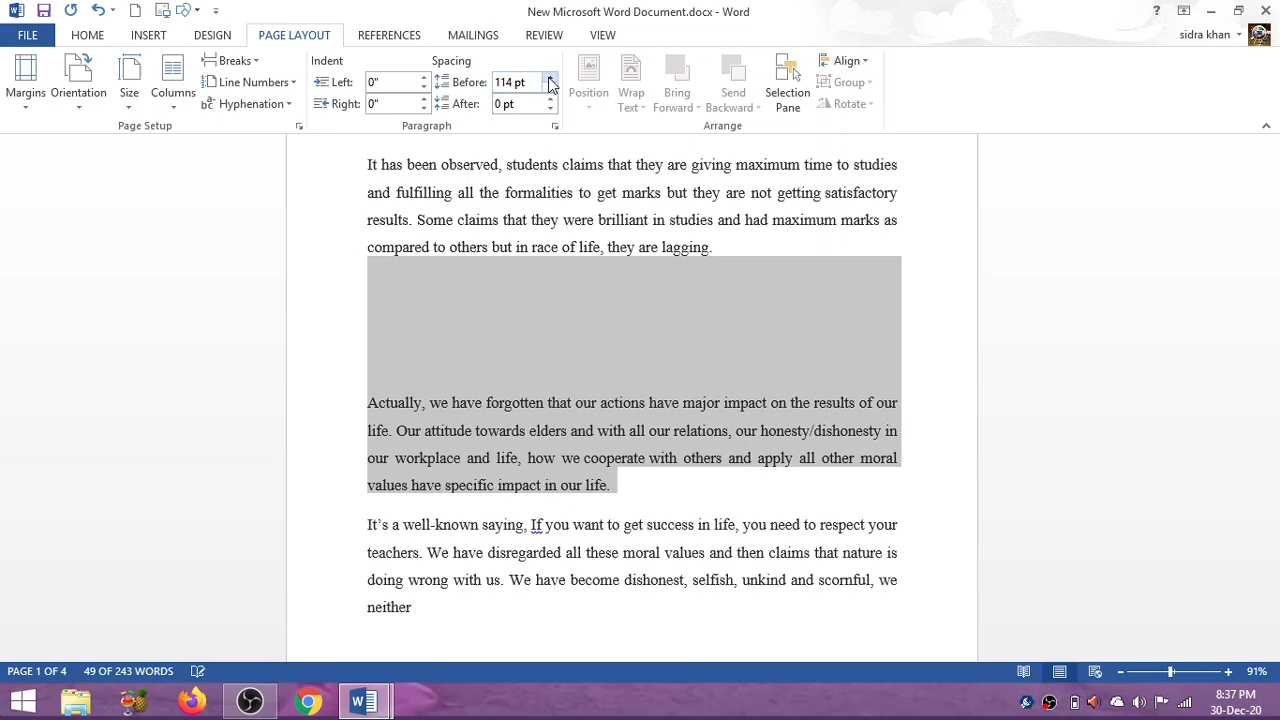 New Microsoft Word Document.docx - Word
FILE HOME INSERT DESIGN PAGE LAYOUT REFERENCES MAILINGS REVIEW VIEW sidra khan
Margins Orientation Size Columns
Breaks
Line Numbers
Hyphenation
Page Setup
Indent
Left: 0"
Right: 0"
Spacing
Before: 114 pt
After: 0 pt
Paragraph
Position
Wrap Text
Bring Forward
Send Backward
Selection Pane
Align
Group
Rotate
Arrange
It has been observed, students claims that they are giving maximum time to studies
and fulfilling all the formalities to get marks but they are not getting satisfactory
results. Some claims that they were brilliant in studies and had maximum marks as
compared to others but in race of life, they are lagging.
Actually, we have forgotten that our actions have major impact on the results of our
life. Our attitude towards elders and with all our relations, our honesty/dishonesty in
our workplace and life, how we cooperate with others and apply all other moral
values have specific impact in our life.
It’s a well-known saying, If you want to get success in life, you need to respect your
teachers. We have disregarded all these moral values and then claims that nature is
doing wrong with us. We have become dishonest, selfish, unkind and scornful, we
neither
PAGE 1 OF 4 49 OF 243 WORDS 91%
8:37 PM
30-Dec-20